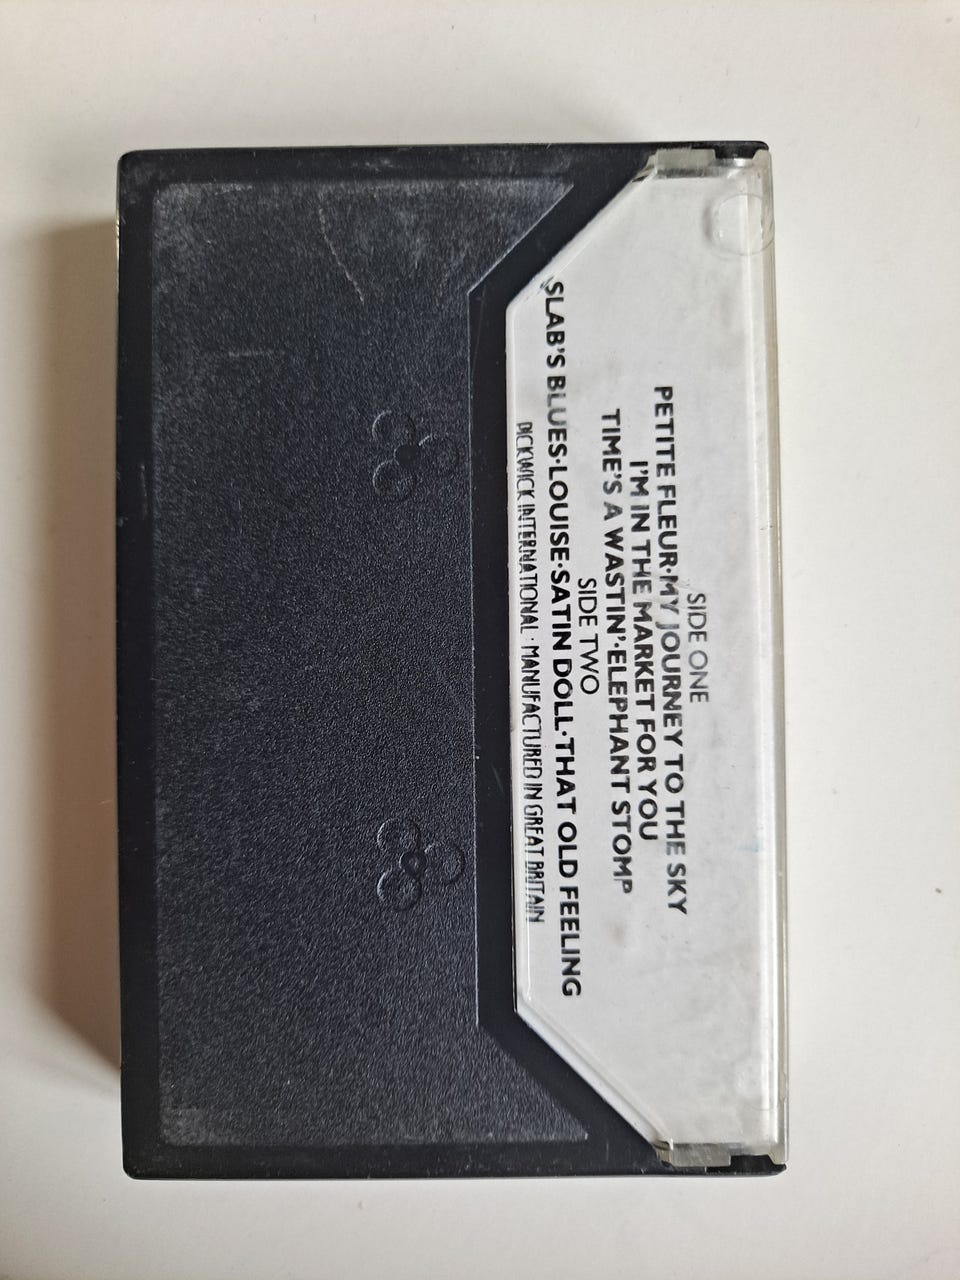 SIDE ONE
PETITE FLEUR·MY JOURNEY TO THE SKY
I'M IN THE MARKET FOR YOU
TIME'S A WASTIN'·ELEPHANT STOMP
SIDE TWO
SLAB'S BLUES·LOUISE·SATIN DOLL·THAT OLD FEELING
PICKWICK INTERNATIONAL · MANUFACTURED IN GREAT BRITAIN